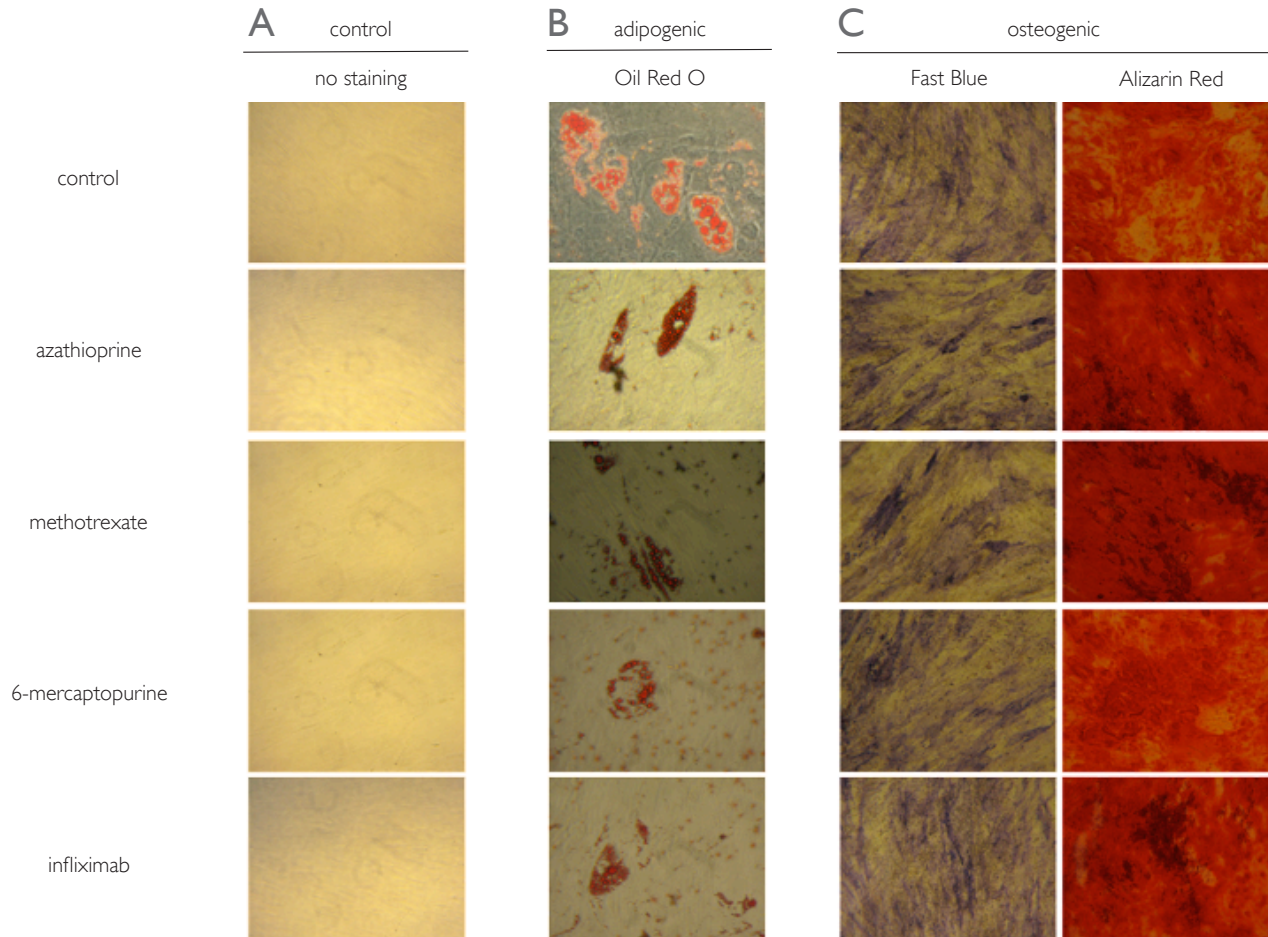 A control
B adipogenic
C osteogenic
no staining
Oil Red O
Fast Blue
Alizarin Red
control
azathioprine
methotrexate
6-mercaptopurine
infliximab